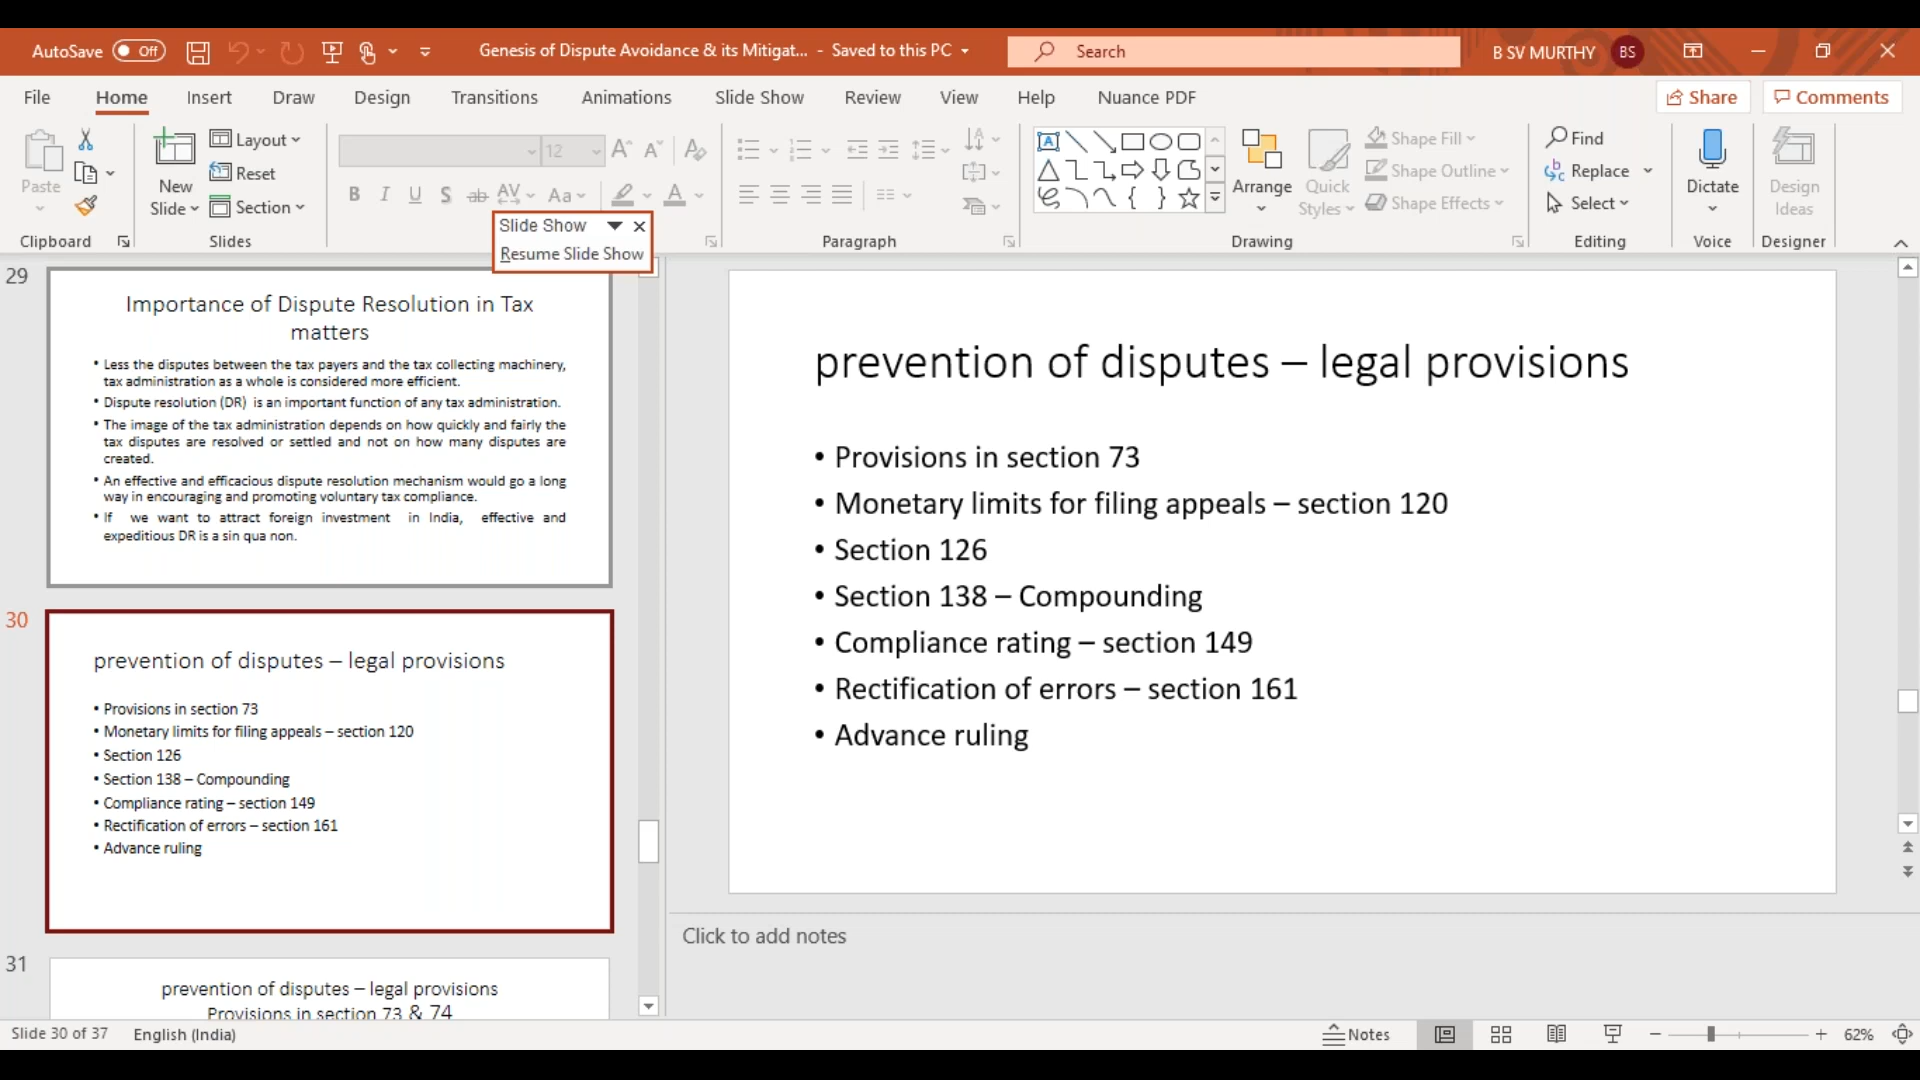 AutoSave Off Genesis of Dispute Avoidance & its Mitigat... - Saved to this PC Search B SV MURTHY BS
File Home Insert Draw Design Transitions Animations Slide Show Review View Help Nuance PDF Share Comments
Paste
Clipboard
New
Slide
Layout
Reset
Section
Slides
12
B I U S ab AV Aa A
Slide Show
Resume Slide Show
Paragraph
Arrange
Quick
Styles
Shape Fill
Shape Outline
Shape Effects
Drawing
Find
Replace
Select
Editing
Dictate
Voice
Design
Ideas
Designer
29
Importance of Dispute Resolution in Tax
matters
• Less the disputes between the tax payers and the tax collecting machinery,
tax administration as a whole is considered more efficient.
• Dispute resolution (DR) is an important function of any tax administration.
• The image of the tax administration depends on how quickly and fairly the
tax disputes are resolved or settled and not on how many disputes are
created.
• An effective and efficacious dispute resolution mechanism would go a long
way in encouraging and promoting voluntary tax compliance.
• If we want to attract foreign investment in India, effective and
expeditious DR is a sin qua non.
30
prevention of disputes – legal provisions
• Provisions in section 73
• Monetary limits for filing appeals – section 120
• Section 126
• Section 138 – Compounding
• Compliance rating – section 149
• Rectification of errors – section 161
• Advance ruling
31
prevention of disputes – legal provisions
Provisions in section 73 & 74
prevention of disputes – legal provisions
• Provisions in section 73
• Monetary limits for filing appeals – section 120
• Section 126
• Section 138 – Compounding
• Compliance rating – section 149
• Rectification of errors – section 161
• Advance ruling
Click to add notes
Slide 30 of 37 English (India) Notes 62%